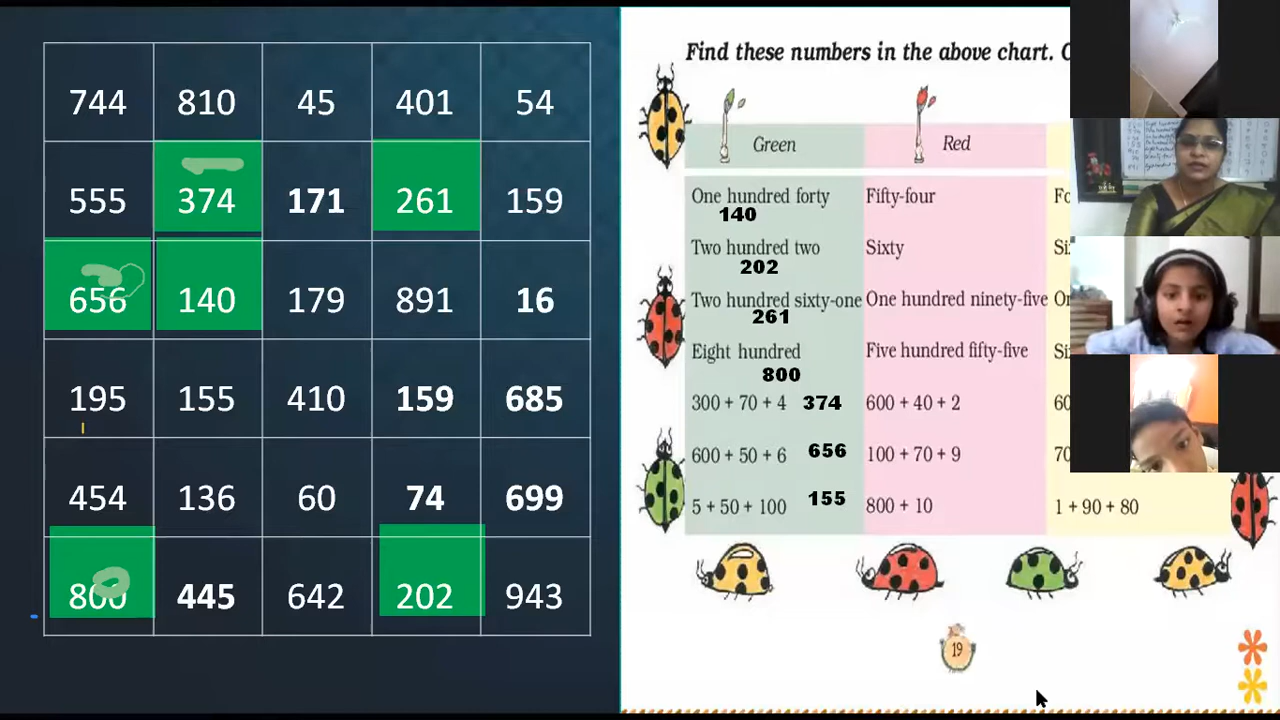 744 810 45 401 54
555 374 171 261 159
656 140 179 891 16
195 155 410 159 685
454 136 60 74 699
800 445 642 202 943
Find these numbers in the above chart.
Green Red
One hundred forty Fifty-four
140
Two hundred two Sixty
202
Two hundred sixty-one One hundred ninety-five
261
Eight hundred Five hundred fifty-five
800
300 + 70 + 4 374 600 + 40 + 2
600 + 50 + 6 656 100 + 70 + 9
5 + 50 + 100 155 800 + 10 1 + 90 + 80
19